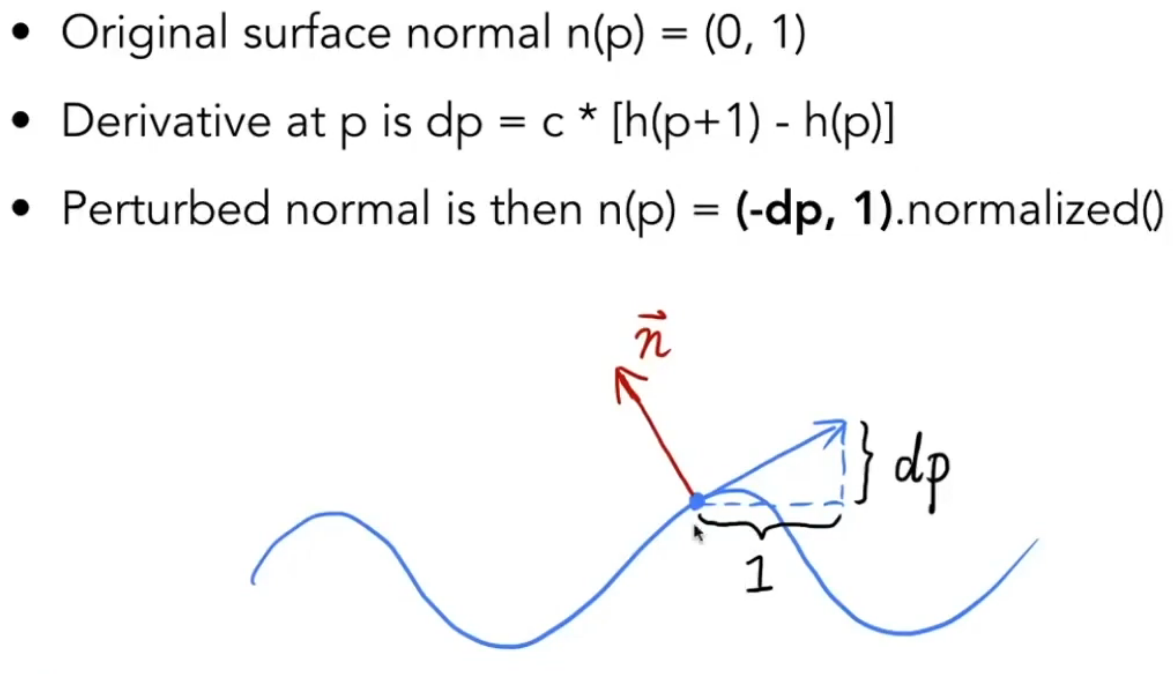 • Original surface normal n(p) = (0, 1)
• Derivative at p is dp = c * [h(p+1) - h(p)]
• Perturbed normal is then n(p) = (-dp, 1).normalized()
n⃗
} dp
1